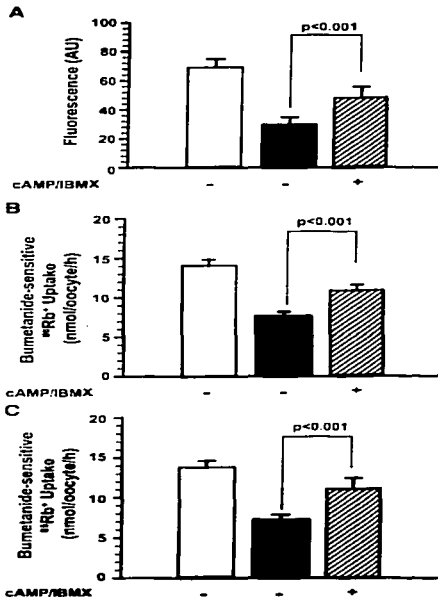 A
p<0.001
Fluorescence (AU)
100
80
60
40
20
0
cAMP/IBMX - - +
B
p<0.001
Bumetanide-sensitive
⁸⁶Rb⁺ Uptako
(nmol/oocyte/h)
20
15
10
5
0
cAMP/IBMX - - +
C
p<0.001
Bumetanide-sensitive
⁸⁶Rb⁺ Uptako
(nmol/oocyte/h)
20
15
10
5
0
cAMP/IBMX - - +